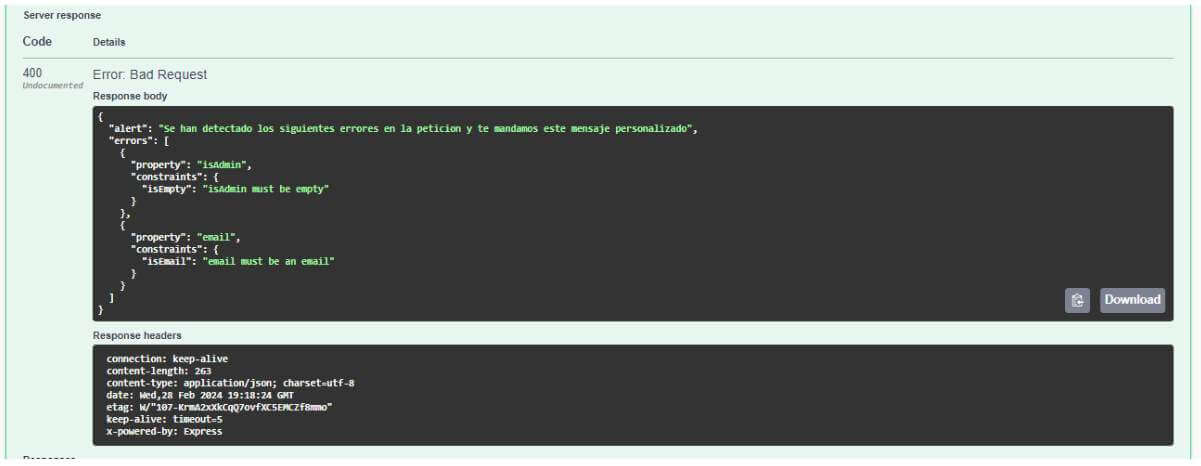 Server response
Code Details
400 Error: Bad Request
Undocumented
Response body
{
"alert": "Se han detectado los siguientes errores en la peticion y te mandamos este mensaje personalizado",
"errors": [
{
"property": "isAdmin",
"constraints": {
"isEmpty": "isAdmin must be empty"
}
},
{
"property": "email",
"constraints": {
"isEmail": "email must be an email"
}
}
]
}
Download
Response headers
connection: keep-alive
content-length: 263
content-type: application/json; charset=utf-8
date: Wed,28 Feb 2024 19:18:24 GMT
etag: W/"107-KrmA2xXkCqQ7ovfXC5EMCZf8mmo"
keep-alive: timeout=5
x-powered-by: Express
Responses